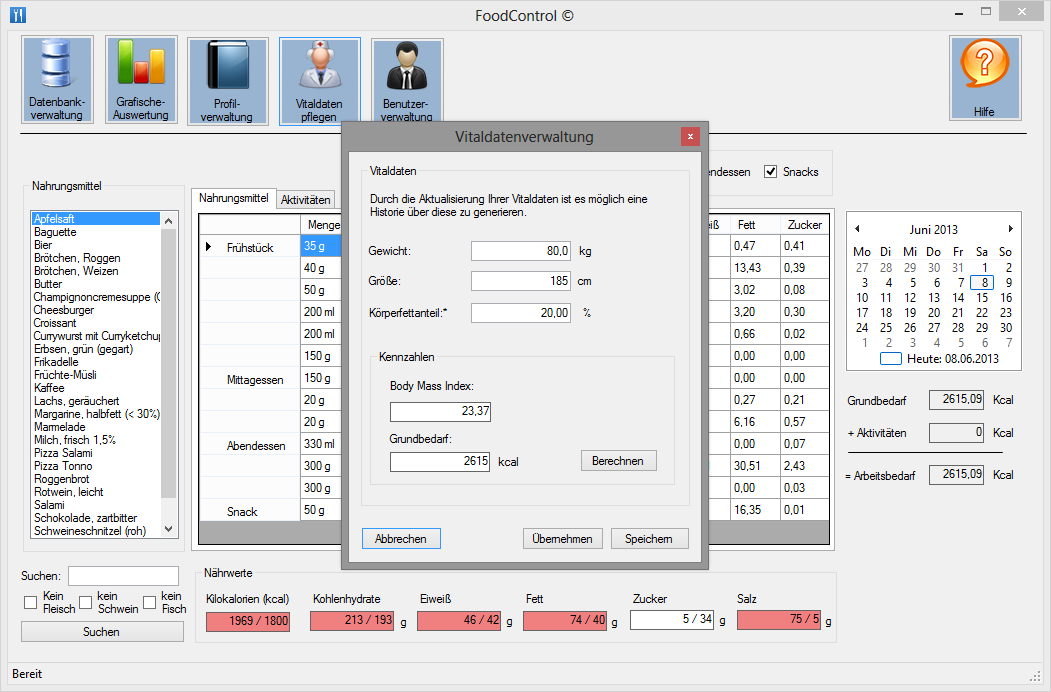 FoodControl ©
Datenbank-
verwaltung
Grafische-
Auswertung
Profil-
verwaltung
Vitaldaten
pflegen
Benutzer-
verwaltung
Hilfe
Vitaldatenverwaltung
Vitaldaten
Durch die Aktualisierung Ihrer Vitaldaten ist es möglich eine
Historie über diese zu generieren.
Gewicht: 80,0 kg
Größe: 185 cm
Körperfettanteil:* 20,00 %
Kennzahlen
Body Mass Index:
23,37
Grundbedarf:
2615 kcal
Berechnen
Abbrechen Übernehmen Speichern
Snacks
Nahrungsmittel
Apfelsaft
Baguette
Bier
Brötchen, Roggen
Brötchen, Weizen
Butter
Champignoncremesuppe (
Cheesburger
Croissant
Currywurst mit Curryketchup
Erbsen, grün (gegart)
Frikadelle
Früchte-Müsli
Kaffee
Lachs, geräuchert
Margarine, halbfett (< 30%)
Marmelade
Milch, frisch 1,5%
Pizza Salami
Pizza Tonno
Roggenbrot
Rotwein, leicht
Salami
Schokolade, zartbitter
Schweineschnitzel (roh)
Nahrungsmittel Aktivitäten
Menge Fett Zucker
Frühstück 35 g 0,47 0,41
40 g 13,43 0,39
50 g 3,02 0,08
200 ml 3,20 0,30
200 ml 0,66 0,02
150 g 0,00 0,00
Mittagessen 150 g 0,00 0,00
20 g 0,27 0,21
20 g 6,16 0,57
Abendessen 330 ml 0,00 0,07
300 g 30,51 2,43
300 g 0,00 0,03
Snack 50 g 16,35 0,01
Juni 2013
Mo Di Mi Do Fr Sa So
27 28 29 30 31 1 2
3 4 5 6 7 8 9
10 11 12 13 14 15 16
17 18 19 20 21 22 23
24 25 26 27 28 29 30
1 2 3 4 5 6 7
Heute: 08.06.2013
Grundbedarf 2615,09 Kcal
+ Aktivitäten 0 Kcal
= Arbeitsbedarf 2615,09 Kcal
Suchen:
Kein
Fleisch
kein
Schwein
kein
Fisch
Suchen
Nährwerte
Kilokalorien (kcal) Kohlenhydrate Eiweiß Fett Zucker Salz
1969 / 1800 213 / 193 g 46 / 42 g 74 / 40 g 5 / 34 g 75 / 5 g
Bereit